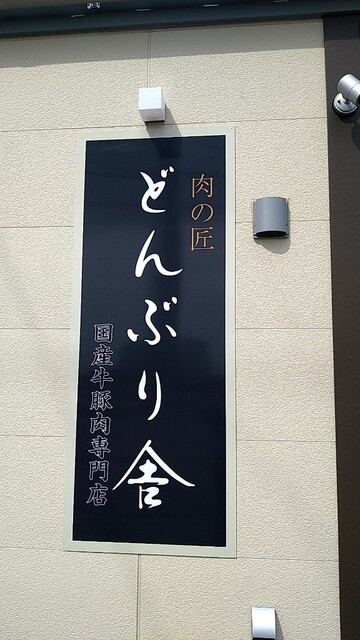 肉の匠
どんぶり舎
国産牛豚肉専門店